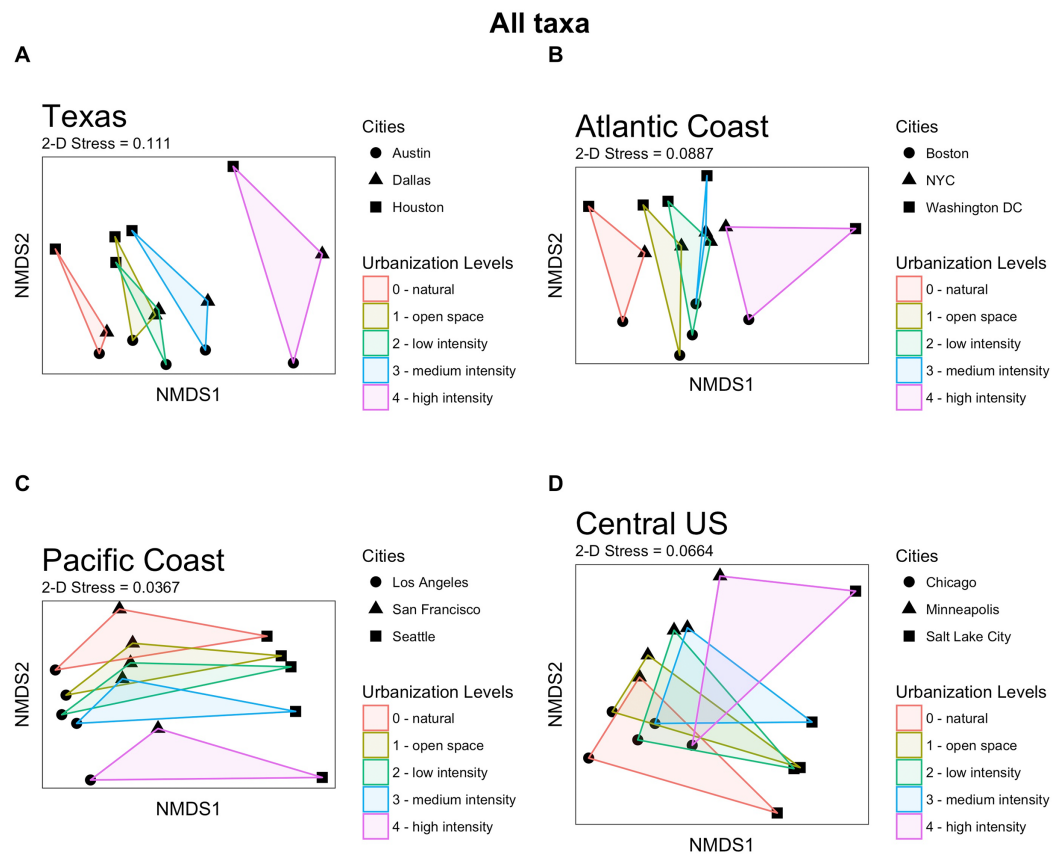 All taxa
A
Texas
2-D Stress = 0.111
NMDS2
NMDS1
Cities
Austin
Dallas
Houston
Urbanization Levels
0 - natural
1 - open space
2 - low intensity
3 - medium intensity
4 - high intensity
B
Atlantic Coast
2-D Stress = 0.0887
NMDS2
NMDS1
Cities
Boston
NYC
Washington DC
Urbanization Levels
0 - natural
1 - open space
2 - low intensity
3 - medium intensity
4 - high intensity
C
Pacific Coast
2-D Stress = 0.0367
NMDS2
NMDS1
Cities
Los Angeles
San Francisco
Seattle
Urbanization Levels
0 - natural
1 - open space
2 - low intensity
3 - medium intensity
4 - high intensity
D
Central US
2-D Stress = 0.0664
NMDS2
NMDS1
Cities
Chicago
Minneapolis
Salt Lake City
Urbanization Levels
0 - natural
1 - open space
2 - low intensity
3 - medium intensity
4 - high intensity